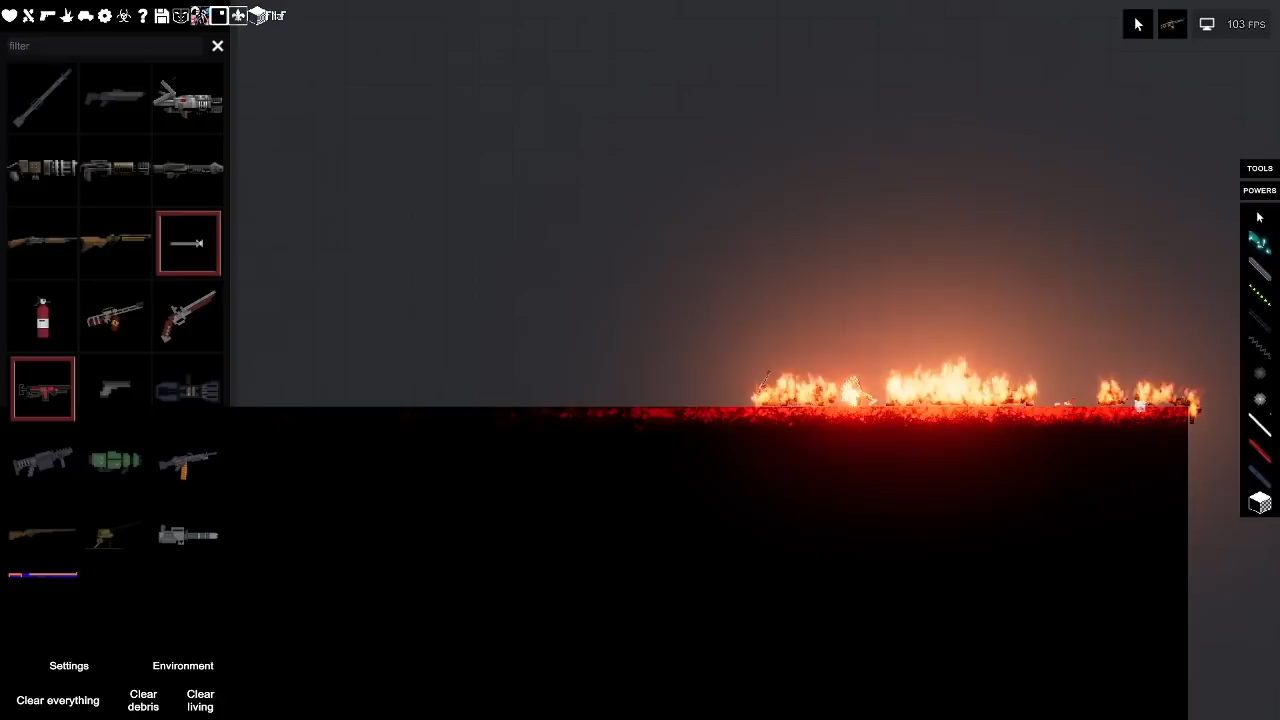 103 FPS
filter
TOOLS
POWERS
Settings
Environment
Clear everything
Clear debris
Clear living